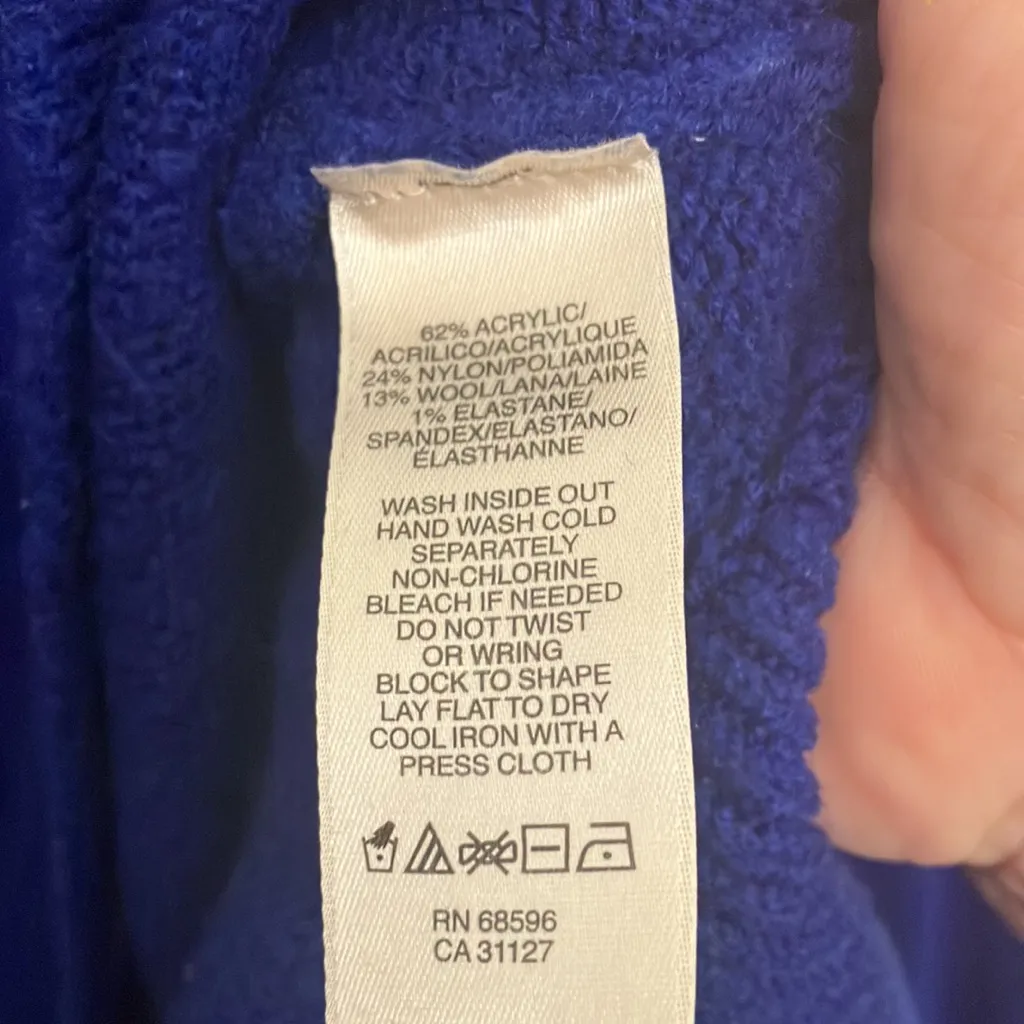 62% ACRYLIC/
ACRILICO/ACRYLIQUE
24% NYLON/POLIAMIDA
13% WOOL/LANA/LAINE
1% ELASTANE/
SPANDEX/ELASTANO/
ÉLASTHANNE
WASH INSIDE OUT
HAND WASH COLD
SEPARATELY
NON-CHLORINE
BLEACH IF NEEDED
DO NOT TWIST
OR WRING
BLOCK TO SHAPE
LAY FLAT TO DRY
COOL IRON WITH A
PRESS CLOTH
RN 68596
CA 31127